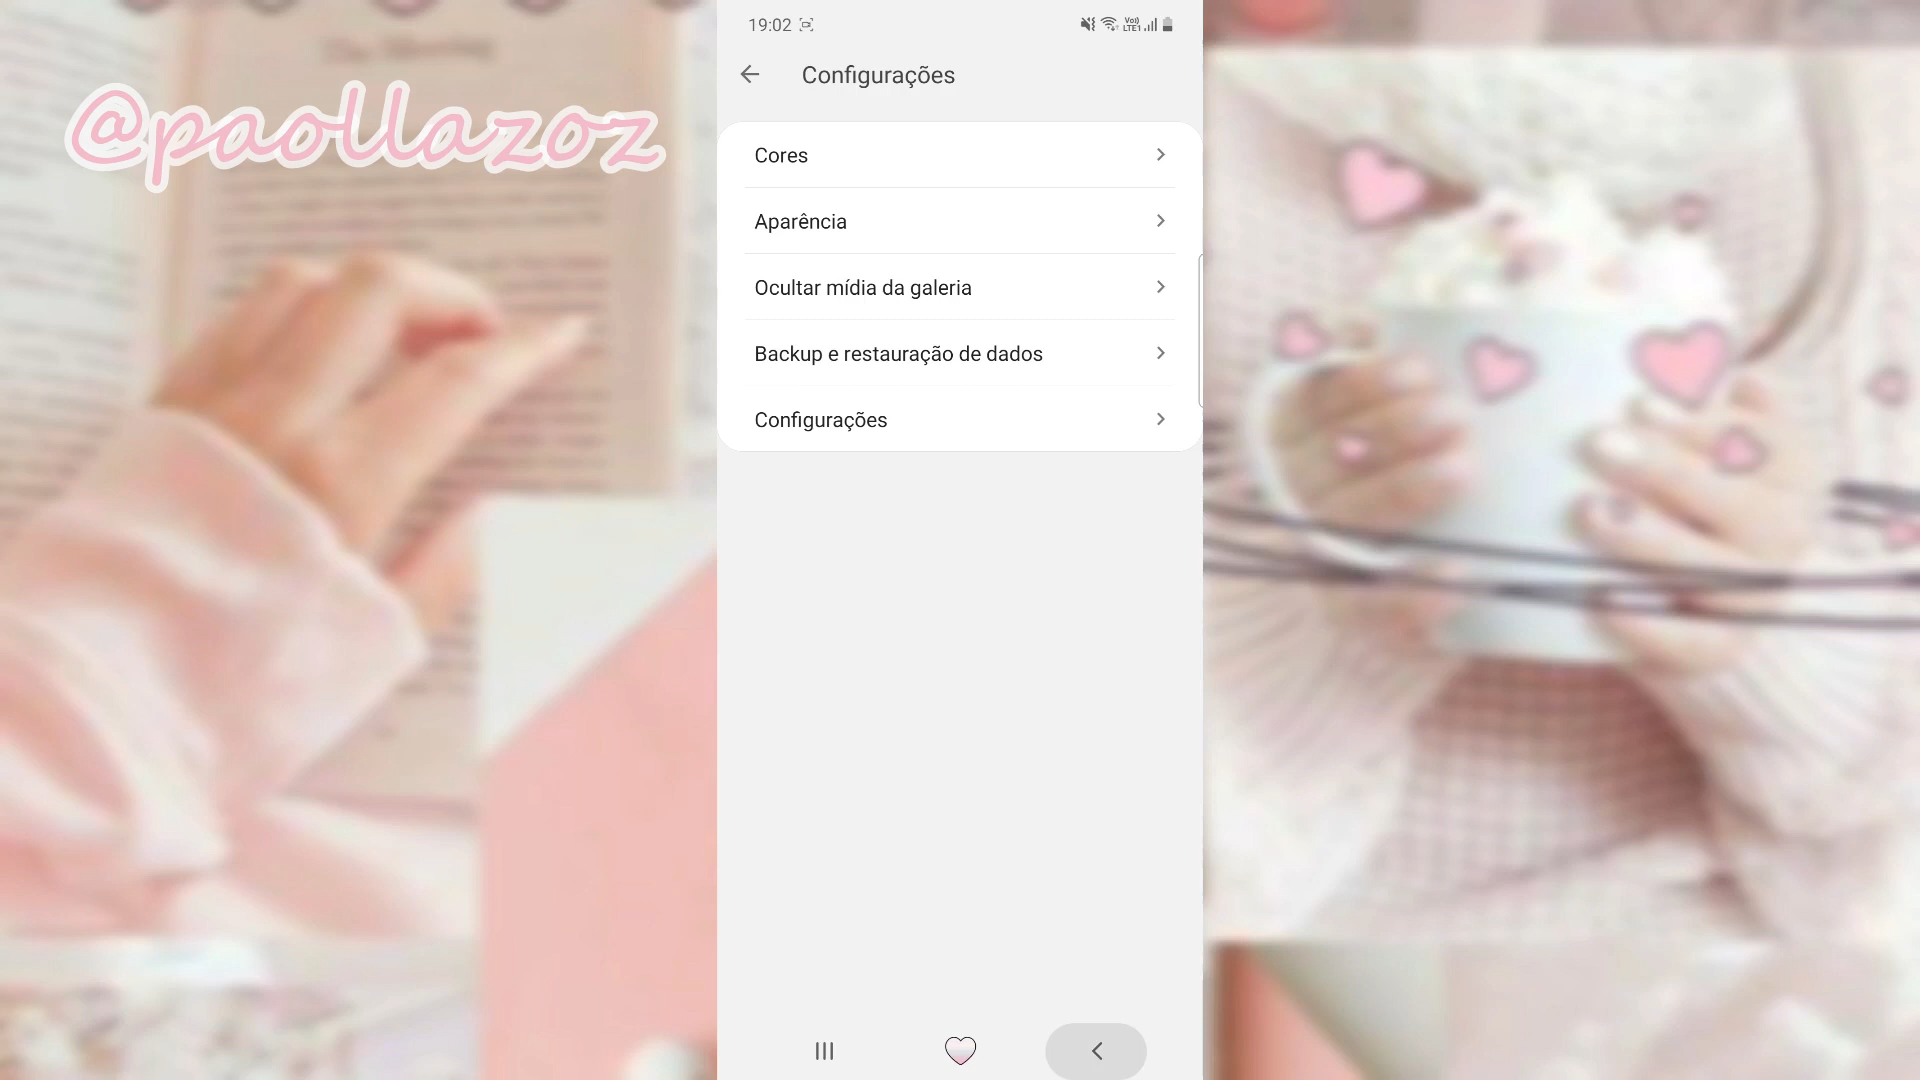 @paollazoz
19:02
Configurações
Cores
Aparência
Ocultar mídia da galeria
Backup e restauração de dados
Configurações